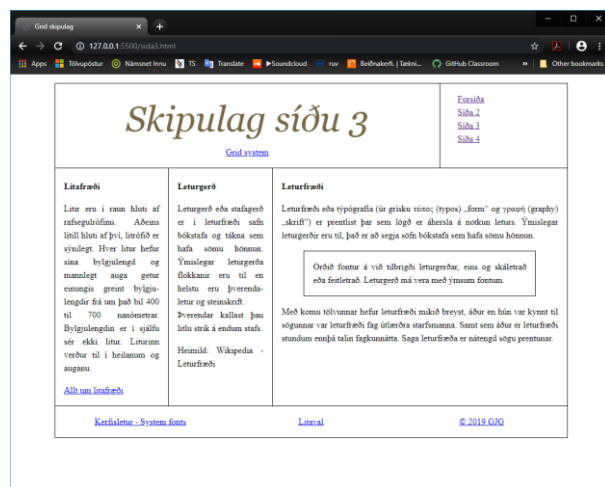 Grid skipulag
127.0.0.1:5500/sida3.html
Apps Tölvupóstur Námsnet Innu TS Translate ►Soundcloud ruv Beiðnakerfi. | Tækni... GitHub Classroom » Other bookmarks
Skipulag síðu 3
Grid system
Forsíða
Síða 2
Síða 3
Síða 4
Litafræði
Litir eru í raun hluti af
rafsegulrófinu. Aðeins
lítill hluti af því, litrófið er
sýnilegt. Hver litur hefur
sína bylgjulengd og
mannlegt auga getur
einungis greint bylgju-
lengdir frá um það bil 400
til 700 nanómetrar.
Bylgjulengdin er í sjálfu
sér ekki litur. Liturinn
verður til í heilanum og
auganu.
Allt um litafræði
Leturgerð
Leturgerð eða stafagerð
er í leturfræði safn
bókstafa og tákna sem
hafa sömu hönnun.
Ýmislegar leturgerða
flokkanir eru til en
helstu eru þverenda-
letur og steinskrift.
Þverendar kallast þau
litlu strik á endum stafs.
Heimild: Wikipedia -
Leturfræði
Leturfræði
Leturfræði eða týpógrafía (úr grísku τύπος (typos) „form“ og γραφή (graphy)
„skrift“) er prentlist þar sem lögð er áhersla á notkun leturs. Ýmislegar
leturgerðir eru til, það er að segja söfn bókstafa sem hafa sömu hönnun.
Orðið fontur á við tilbrigði leturgerðar, eins og skáletrað
eða feitletrað. Leturgerð má vera með ýmsum fontum.
Með komu tölvunnar hefur leturfræði mikið breyst, áður en hún var kynnt til
sögunnar var leturfræði fag útlærðra starfsmanna. Samt sem áður er leturfræði
stundum ennþá talin fagkunnátta. Saga leturfræða er nátengd sögu prentunar.
Kerfisletur - System fonts
Litaval
© 2019 GJG